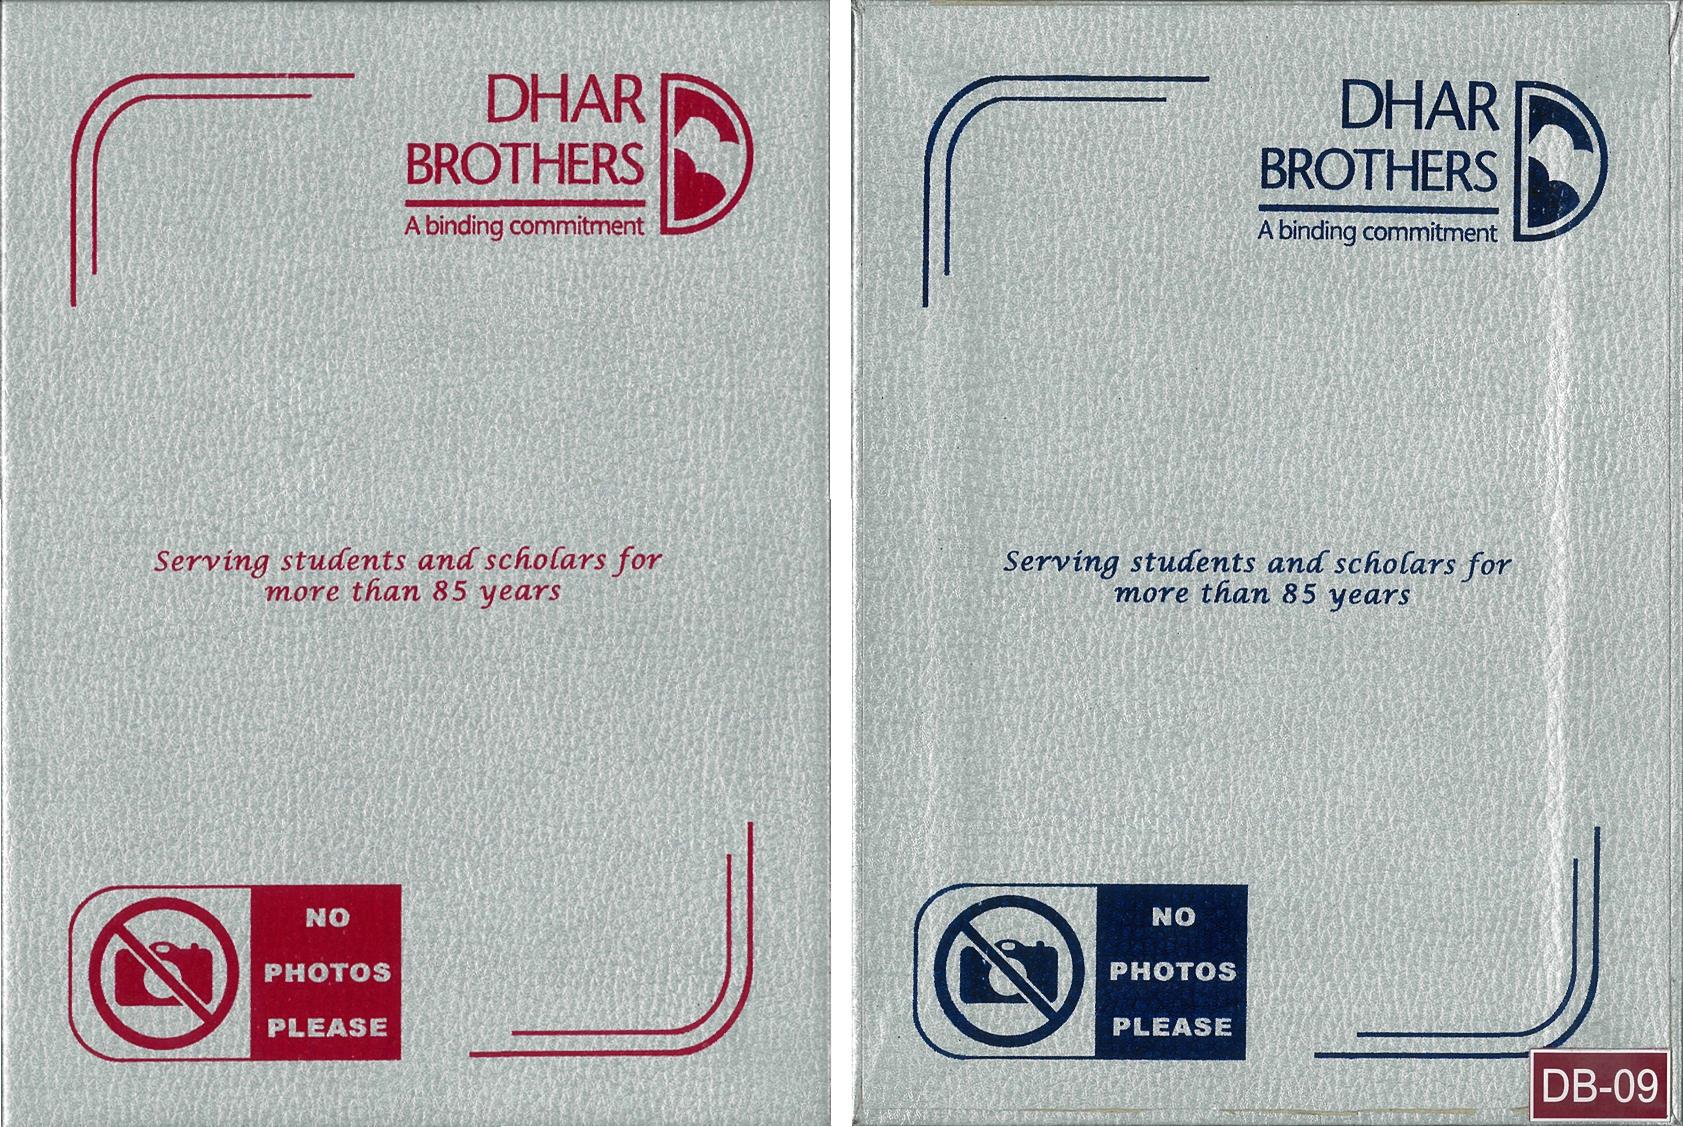 DHAR
BROTHERS
A binding commitment
Serving students and scholars for
more than 85 years
NO
PHOTOS
PLEASE
DHAR
BROTHERS
A binding commitment
Serving students and scholars for
more than 85 years
NO
PHOTOS
PLEASE
DB-09